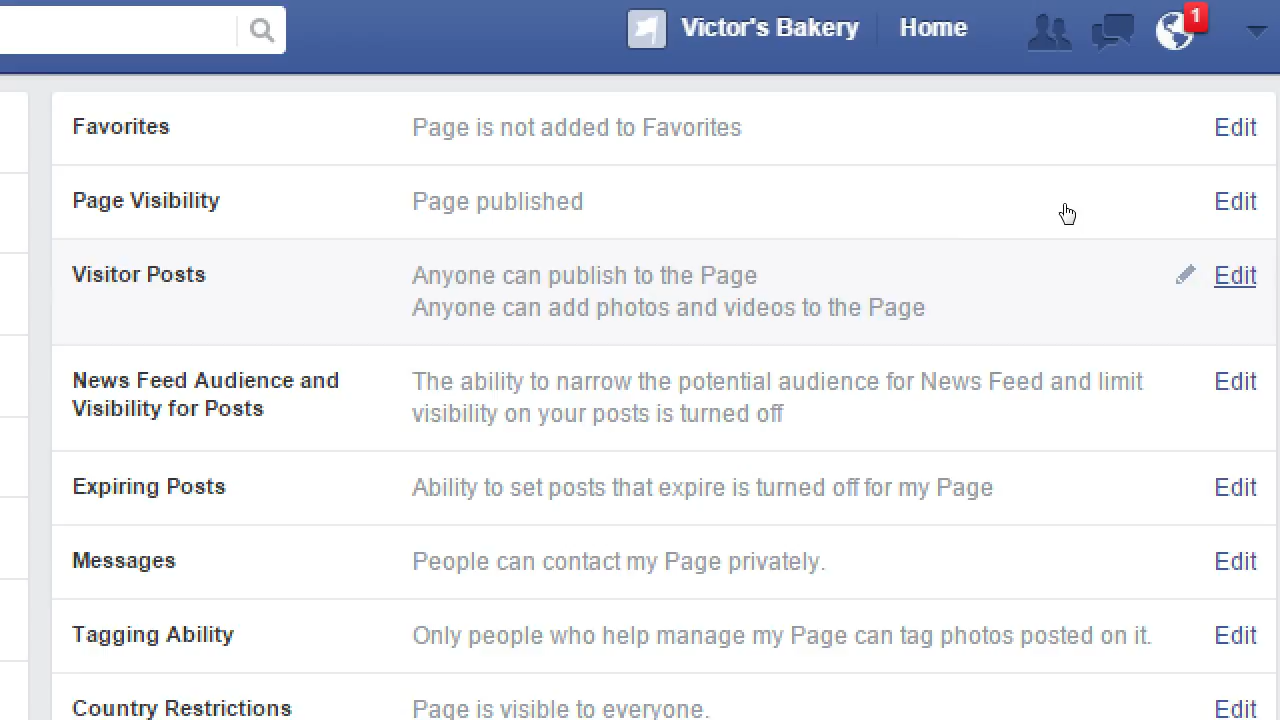 Victor's Bakery Home 1
Favorites Page is not added to Favorites Edit
Page Visibility Page published Edit
Visitor Posts Anyone can publish to the Page Edit
Anyone can add photos and videos to the Page
News Feed Audience and The ability to narrow the potential audience for News Feed and limit Edit
Visibility for Posts visibility on your posts is turned off
Expiring Posts Ability to set posts that expire is turned off for my Page Edit
Messages People can contact my Page privately. Edit
Tagging Ability Only people who help manage my Page can tag photos posted on it. Edit
Country Restrictions Page is visible to everyone. Edit